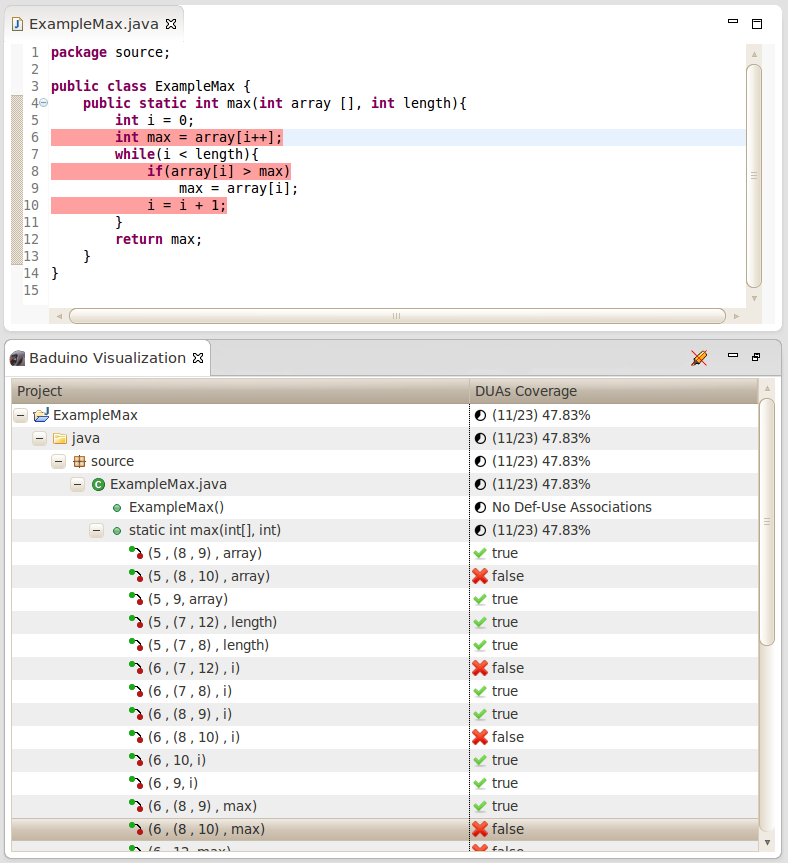 ExampleMax.java
1 package source;
2
3 public class ExampleMax {
4 public static int max(int array [], int length){
5 int i = 0;
6 int max = array[i++];
7 while(i < length){
8 if(array[i] > max)
9 max = array[i];
10 i = i + 1;
11 }
12 return max;
13 }
14 }
15
Baduino Visualization
Project DUAs Coverage
ExampleMax (11/23) 47.83%
java (11/23) 47.83%
source (11/23) 47.83%
ExampleMax.java (11/23) 47.83%
ExampleMax() No Def-Use Associations
static int max(int[], int) (11/23) 47.83%
(5 , (8 , 9) , array) true
(5 , (8 , 10) , array) false
(5 , 9, array) true
(5 , (7 , 12) , length) true
(5 , (7 , 8) , length) true
(6 , (7 , 12) , i) false
(6 , (7 , 8) , i) true
(6 , (8 , 9) , i) true
(6 , (8 , 10) , i) false
(6 , 10, i) true
(6 , 9, i) true
(6 , (8 , 9) , max) true
(6 , (8 , 10) , max) false
(6 , 12, max) false